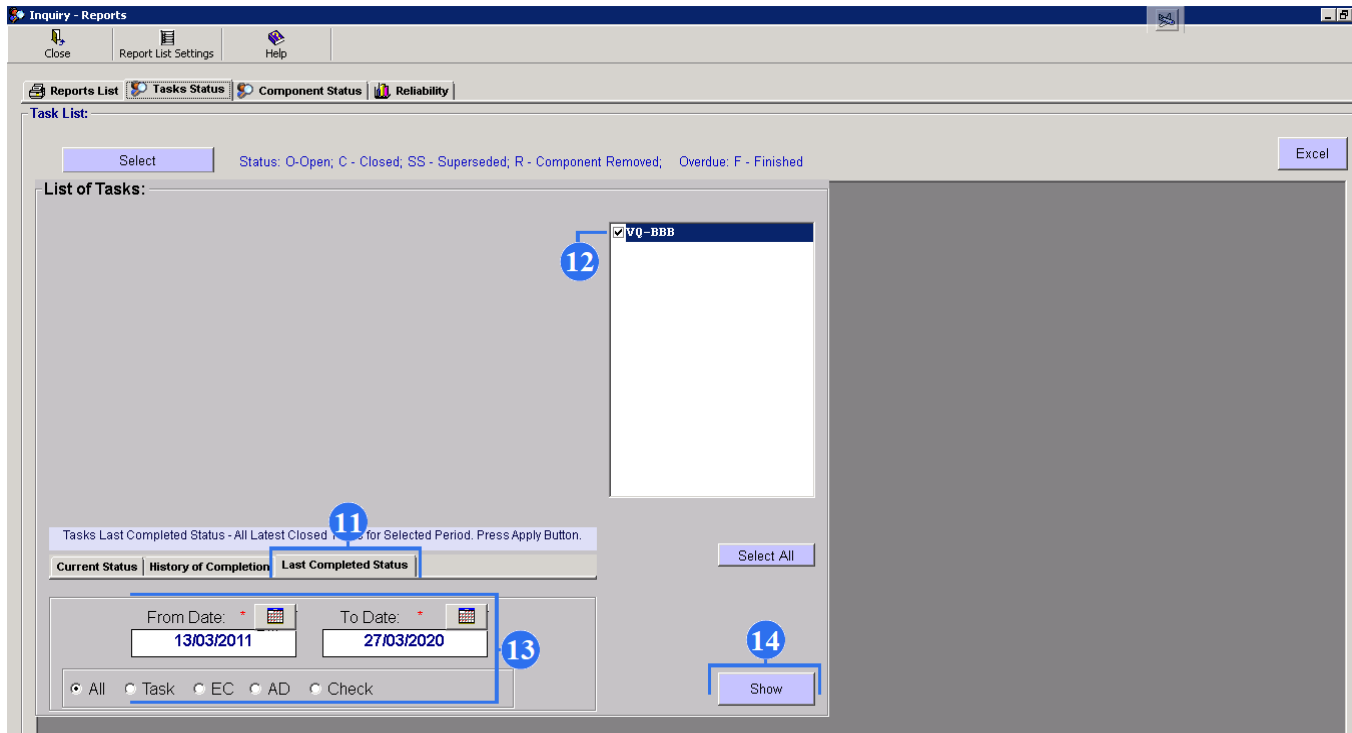 Inquiry - Reports
Close Report List Settings Help
Reports List Tasks Status Component Status Reliability
Task List:
Select Status: O-Open; C - Closed; SS - Superseded; R - Component Removed; Overdue: F - Finished Excel
List of Tasks:
VQ-BBB
12
11
Tasks Last Completed Status - All Latest Closed for Selected Period. Press Apply Button.
Select All
Current Status History of Completion Last Completed Status
From Date: * To Date: *
13/03/2011 27/03/2020
13
14
All Task EC AD Check
Show